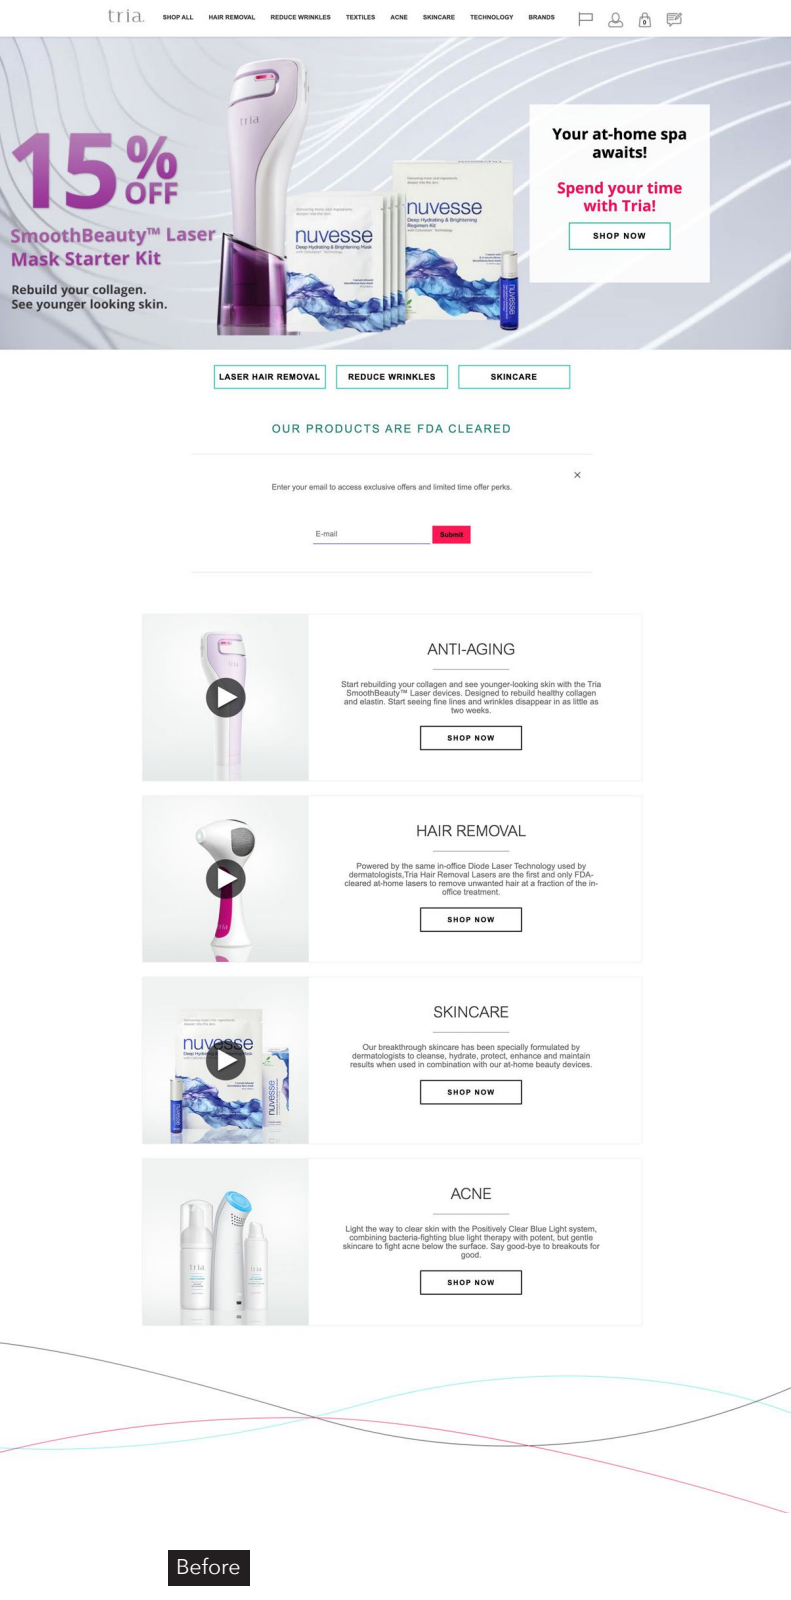 tria
SHOP ALL HAIR REMOVAL REDUCE WRINKLES TEXTILES ACNE SKINCARE TECHNOLOGY BRANDS
0
15%
OFF
SmoothBeauty™ Laser
Mask Starter Kit
Rebuild your collagen.
See younger looking skin.
tria
nuvesse
Deep Hydrating & Brightening Mask
nuvesse
Deep Hydrating & Brightening
Regimen Kit
nuvesse
Your at-home spa
awaits!
Spend your time
with Tria!
SHOP NOW
LASER HAIR REMOVAL
REDUCE WRINKLES
SKINCARE
OUR PRODUCTS ARE FDA CLEARED
×
Enter your email to access exclusive offers and limited time offer perks.
E-mail
Submit
tria
ANTI-AGING
Start rebuilding your collagen and see younger-looking skin with the Tria
SmoothBeauty™ Laser devices. Designed to rebuild healthy collagen
and elastin. Start seeing fine lines and wrinkles disappear in as little as
two weeks.
SHOP NOW
tria
HAIR REMOVAL
Powered by the same in-office Diode Laser Technology used by
dermatologists,Tria Hair Removal Lasers are the first and only FDA-
cleared at-home lasers to remove unwanted hair at a fraction of the in-
office treatment.
SHOP NOW
nuvesse
nuvesse
SKINCARE
Our breakthrough skincare has been specially formulated by
dermatologists to cleanse, hydrate, protect, enhance and maintain
results when used in combination with our at-home beauty devices.
SHOP NOW
tria
tria
ACNE
Light the way to clear skin with the Positively Clear Blue Light system,
combining bacteria-fighting blue light therapy with potent, but gentle
skincare to fight acne below the surface. Say good-bye to breakouts for
good.
SHOP NOW
Before